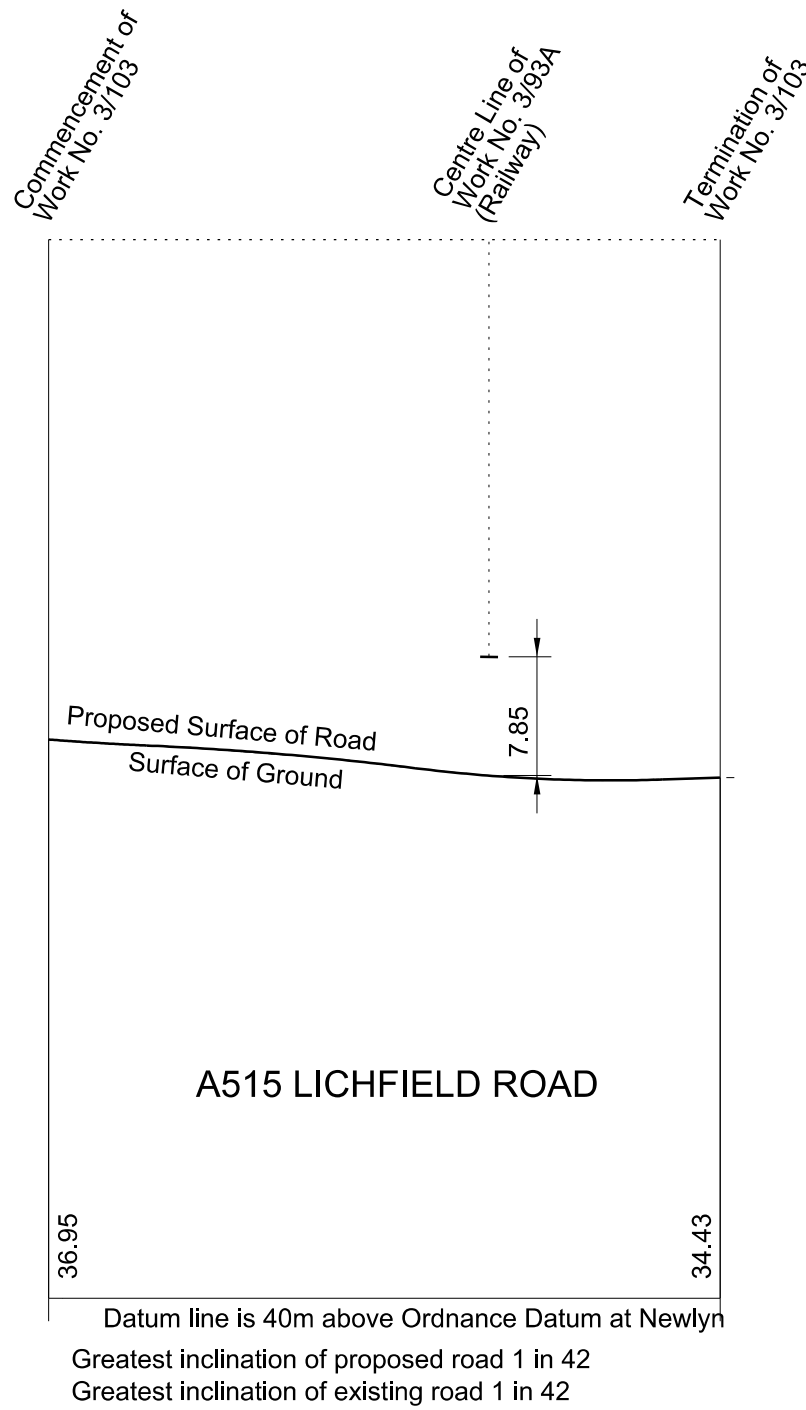 Commencement of
Work No. 3/103
Centre Line of
Work No. 3/93A
(Railway)
Termination of
Work No. 3/103
7.85
Proposed Surface of Road
Surface of Ground
A515 LICHFIELD ROAD
36.95
34.43
Datum line is 40m above Ordnance Datum at Newlyn
Greatest inclination of proposed road 1 in 42
Greatest inclination of existing road 1 in 42